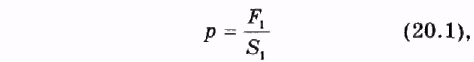 p = F₁ / S₁ (20.1),